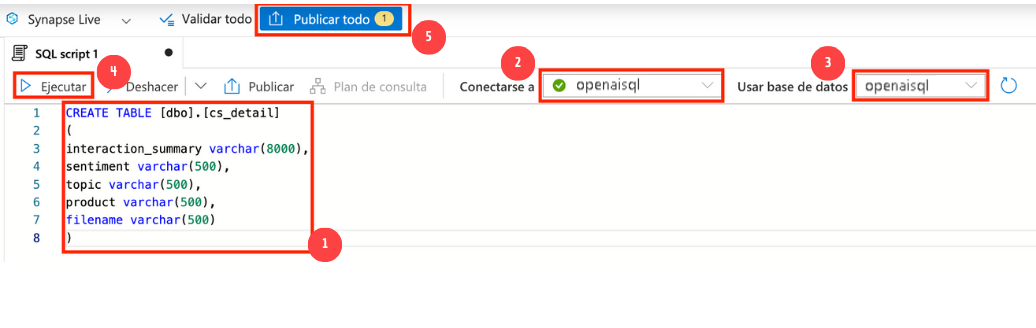 Synapse Live Validar todo Publicar todo 1
5
SQL script 1
4 2 3
Ejecutar Deshacer Publicar Plan de consulta Conectarse a openaisql Usar base de datos openaisql
1 CREATE TABLE [dbo].[cs_detail]
2 (
3 interaction_summary varchar(8000),
4 sentiment varchar(500),
5 topic varchar(500),
6 product varchar(500),
7 filename varchar(500)
8 )
1